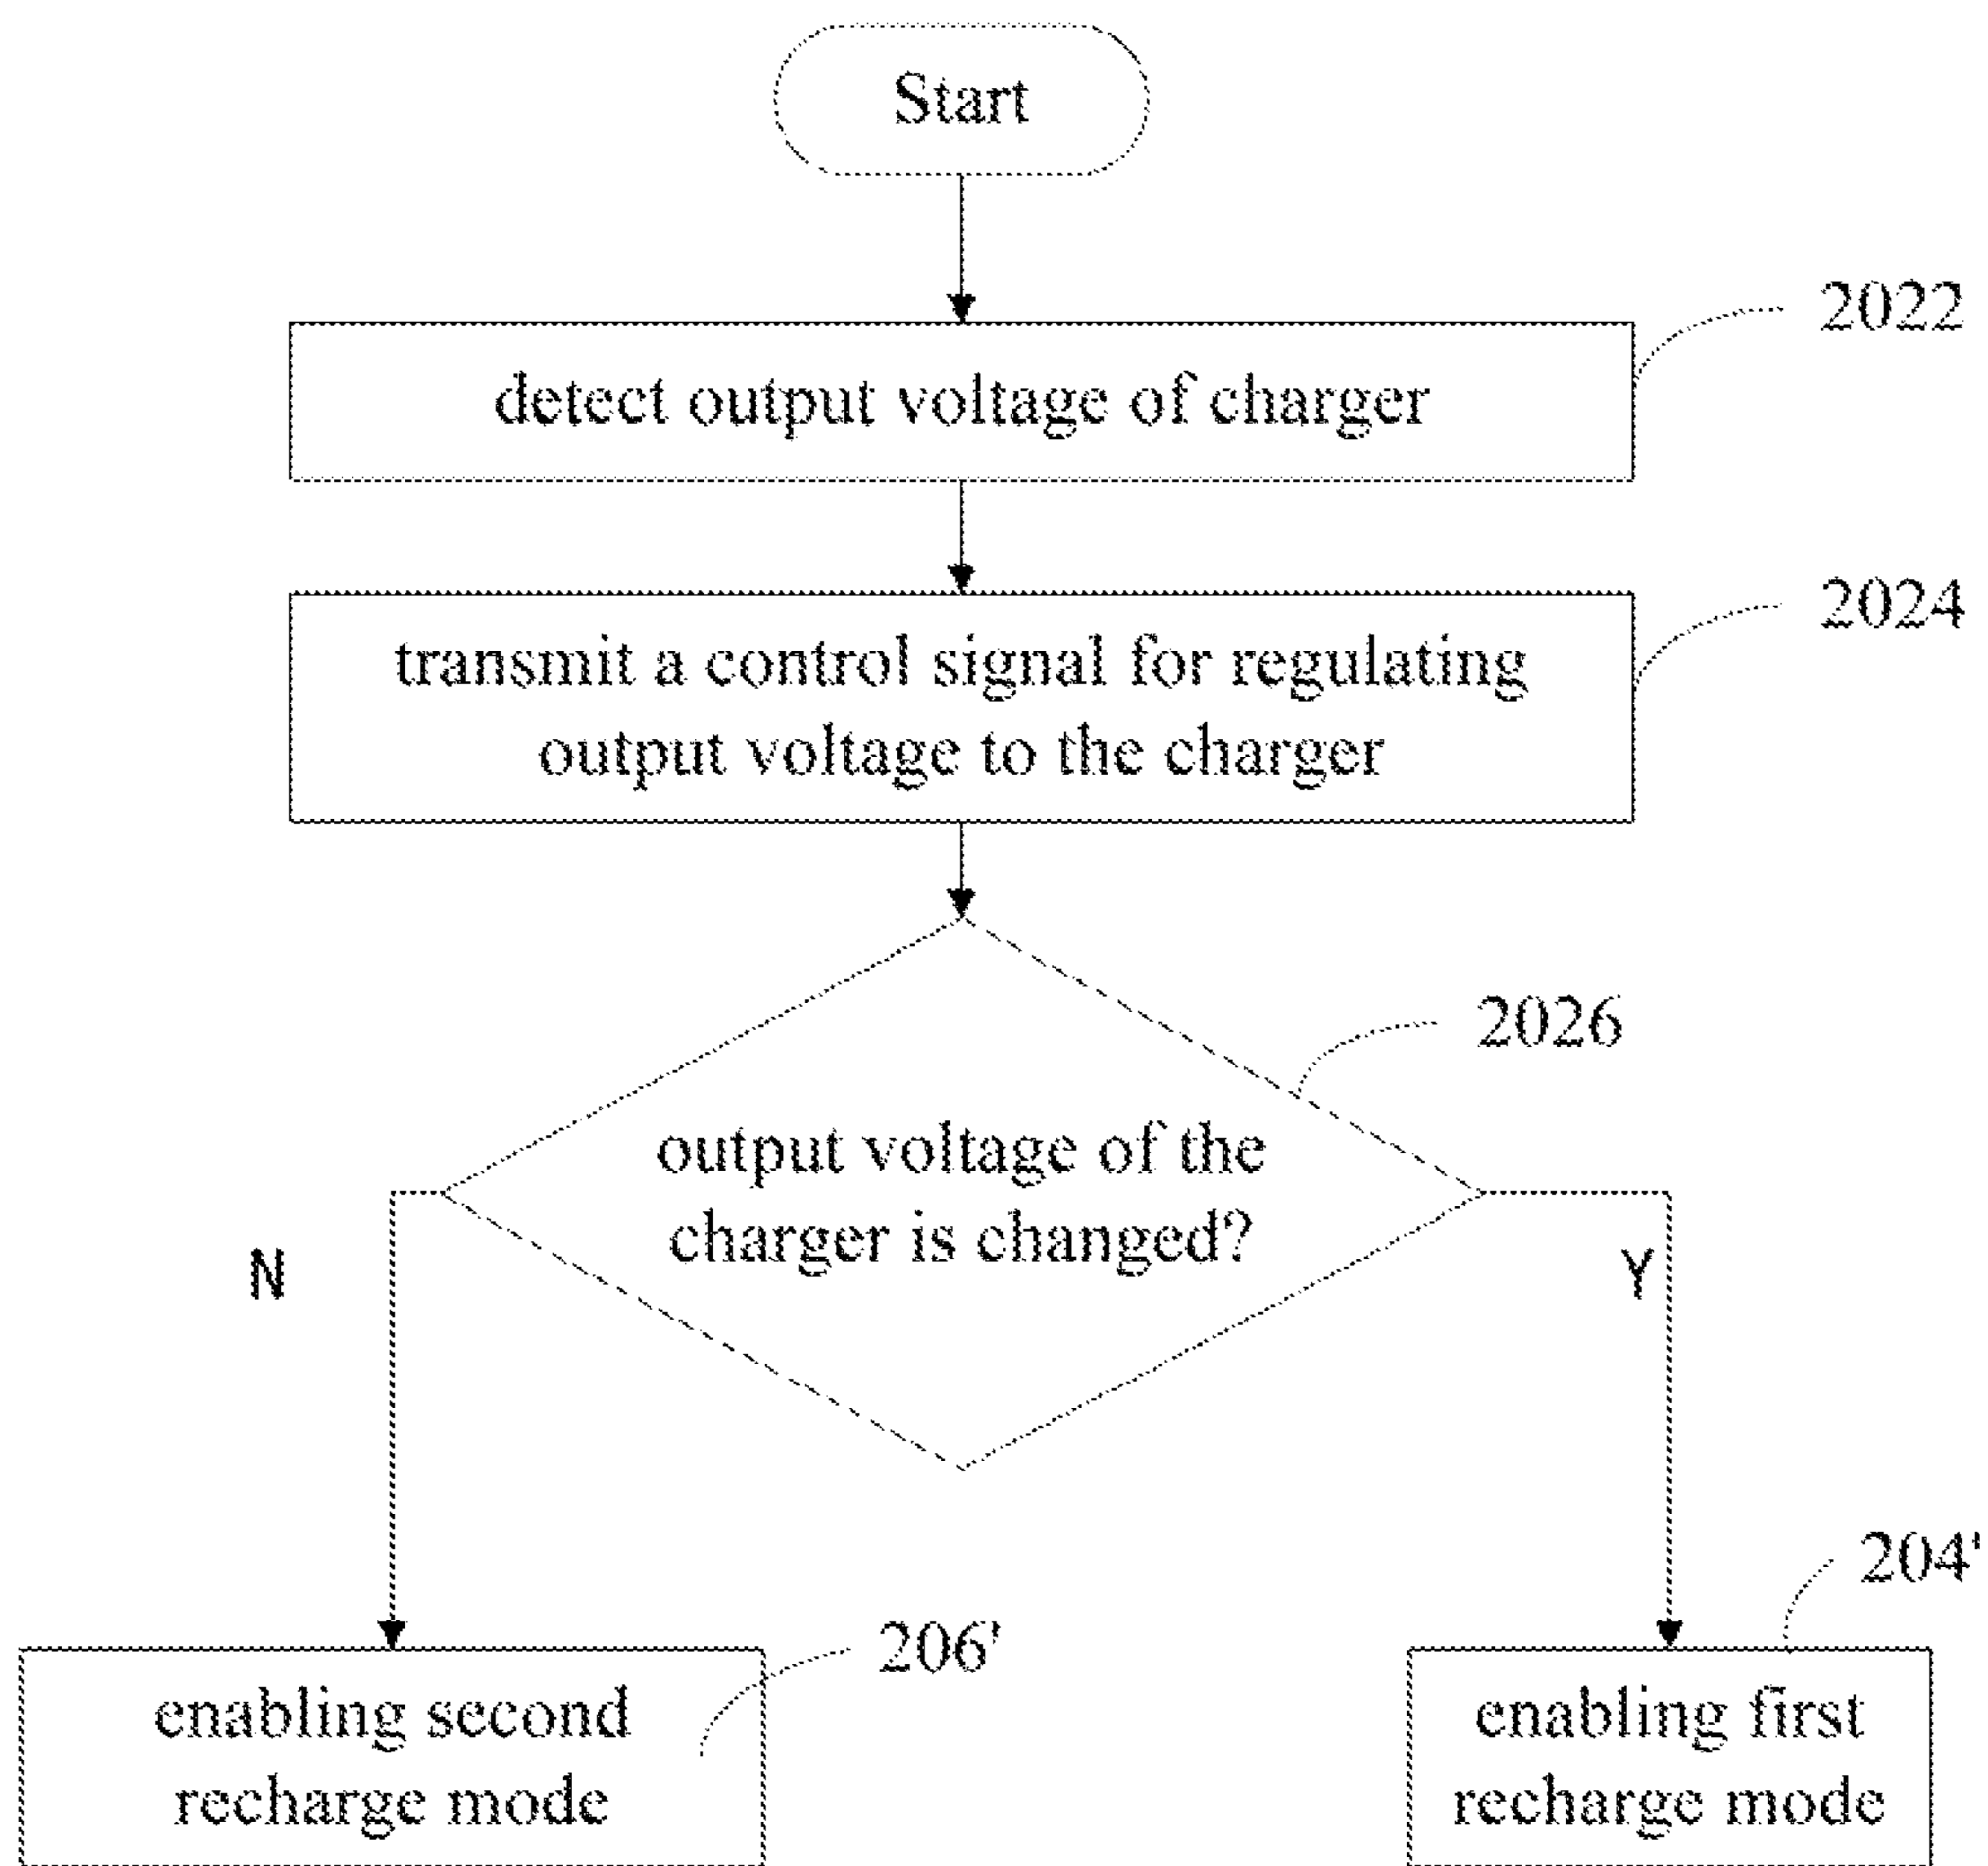 Start
2022
detect output voltage of charger
2024
transmit a control signal for regulating
output voltage to the charger
2026
output voltage of the
charger is changed?
N
Y
204'
206'
enabling second
recharge mode
enabling first
recharge mode